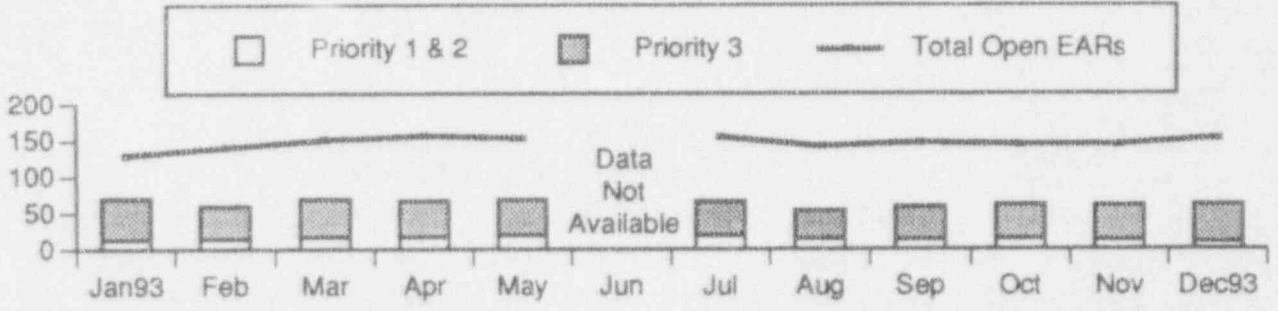 Priority 1 & 2 Priority 3 Total Open EARs
200
150
100
50
0
Data
Not
Available
Jan93 Feb Mar Apr May Jun Jul Aug Sep Oct Nov Dec93